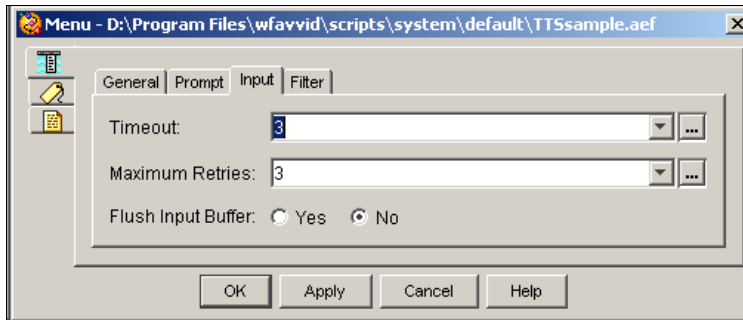 Menu - D:\Program Files\wfavvid\scripts\system\default\TTSsample.aef
General Prompt Input Filter
Timeout: 3 ...
Maximum Retries: 3 ...
Flush Input Buffer: Yes No
OK Apply Cancel Help